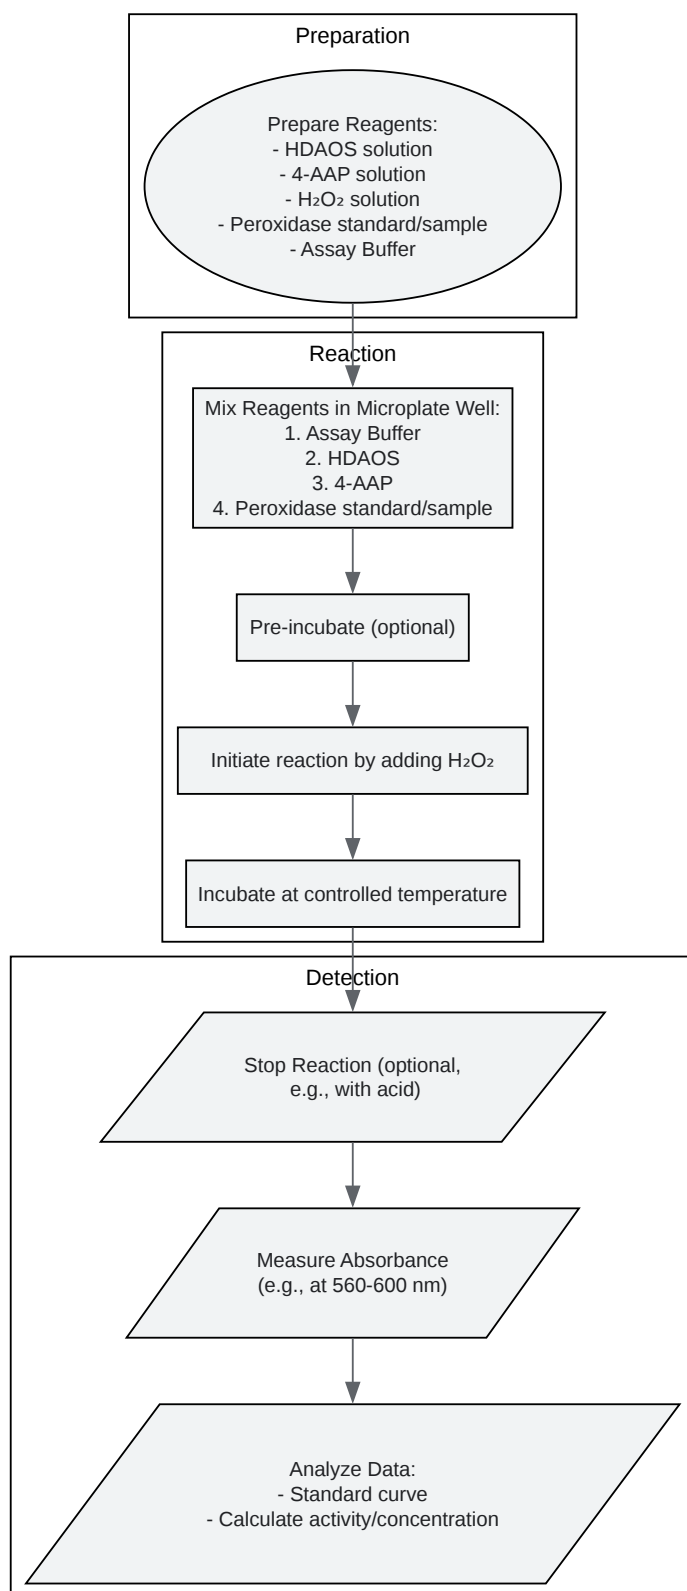 Preparation
Prepare Reagents:
- HDAOS solution
- 4-AAP solution
- H₂O₂ solution
- Peroxidase standard/sample
- Assay Buffer
Reaction
Mix Reagents in Microplate Well:
1. Assay Buffer
2. HDAOS
3. 4-AAP
4. Peroxidase standard/sample
Pre-incubate (optional)
Initiate reaction by adding H₂O₂
Incubate at controlled temperature
Detection
Stop Reaction (optional,
e.g., with acid)
Measure Absorbance
(e.g., at 560-600 nm)
Analyze Data:
- Standard curve
- Calculate activity/concentration